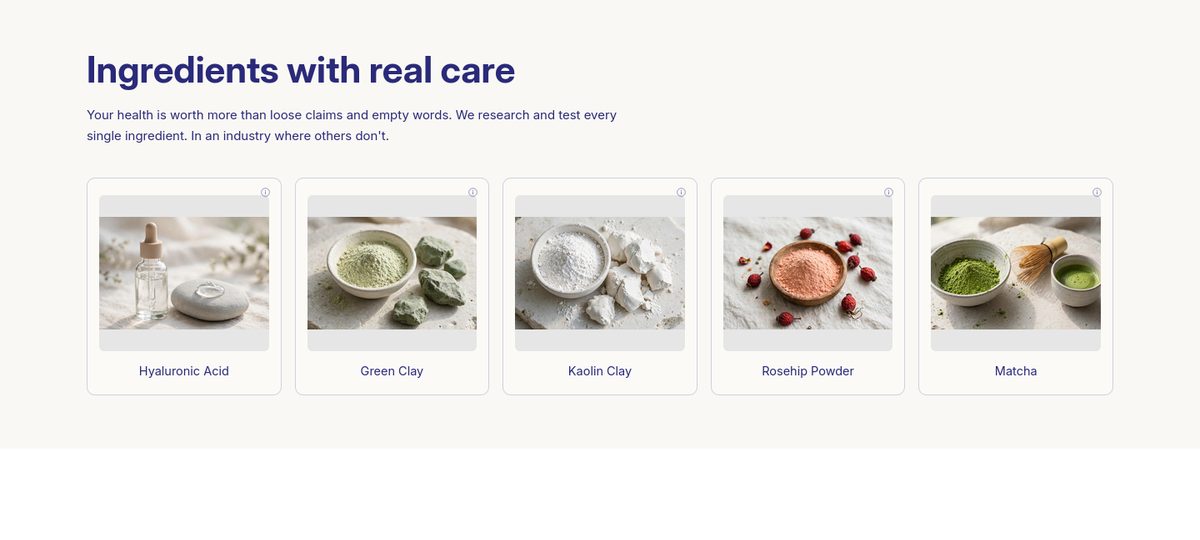 Ingredients with real care
Your health is worth more than loose claims and empty words. We research and test every
single ingredient. In an industry where others don't.
Hyaluronic Acid
Green Clay
Kaolin Clay
Rosehip Powder
Matcha